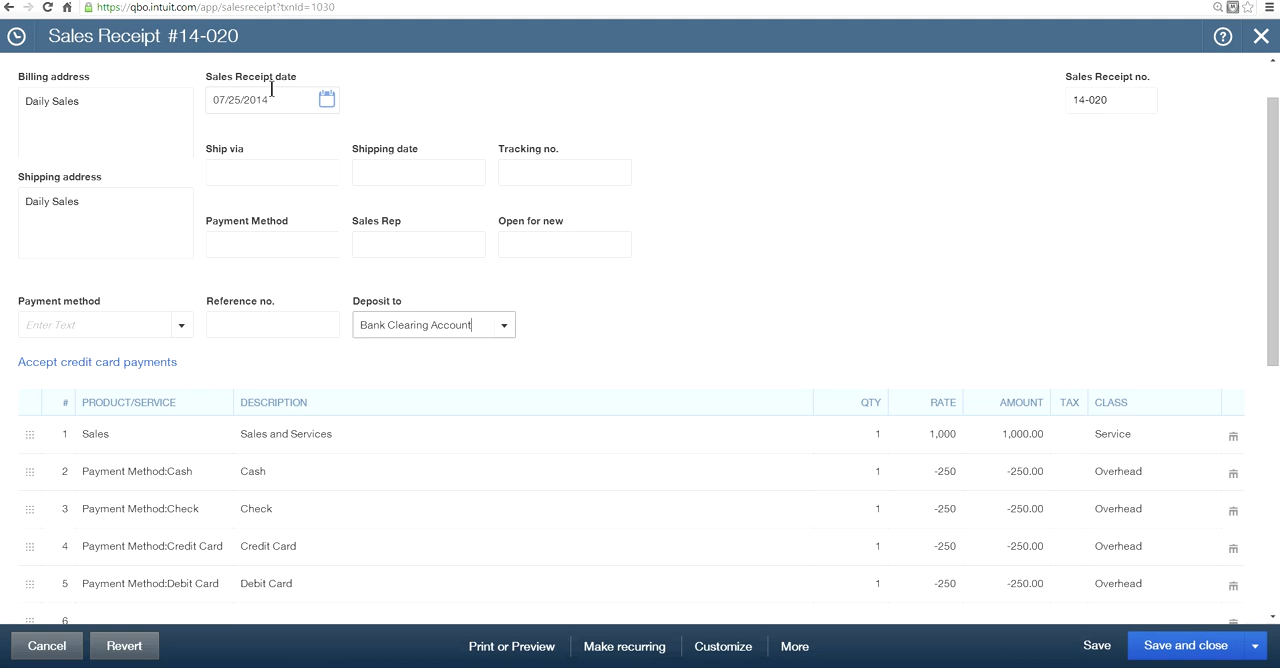 https://qbo.intuit.com/app/salesreceipt?txnId=1030
Sales Receipt #14-020
Billing address
Sales Receipt date
Sales Receipt no.
Daily Sales
07/25/2014
14-020
Ship via
Shipping date
Tracking no.
Shipping address
Daily Sales
Payment Method
Sales Rep
Open for new
Payment method
Reference no.
Deposit to
Enter Text
Bank Clearing Account
Accept credit card payments
# PRODUCT/SERVICE DESCRIPTION QTY RATE AMOUNT TAX CLASS
1 Sales Sales and Services 1 1,000 1,000.00 Service
2 Payment Method:Cash Cash 1 -250 -250.00 Overhead
3 Payment Method:Check Check 1 -250 -250.00 Overhead
4 Payment Method:Credit Card Credit Card 1 -250 -250.00 Overhead
5 Payment Method:Debit Card Debit Card 1 -250 -250.00 Overhead
6
Cancel Revert Print or Preview Make recurring Customize More Save Save and close